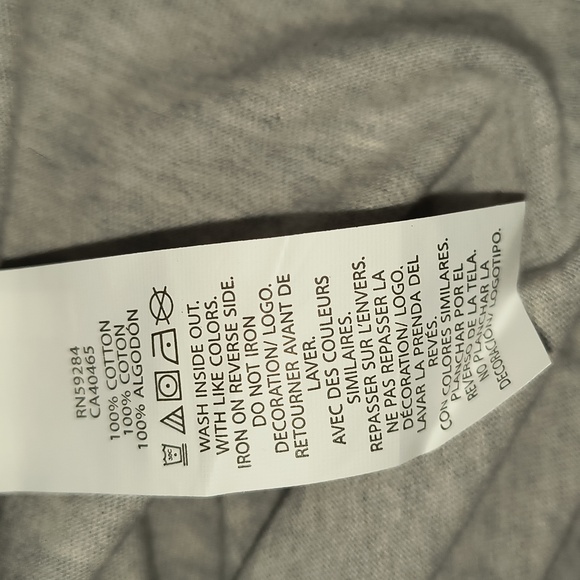 RN59284
CA40465
100% COTTON
100% COTON
100% ALGODÓN
30C
WASH INSIDE OUT.
WITH LIKE COLORS.
IRON ON REVERSE SIDE.
DO NOT IRON
DECORATION/ LOGO.
RETOURNER AVANT DE
LAVER.
AVEC DES COULEURS
SIMILAIRES.
REPASSER SUR L'ENVERS.
NE PAS REPASSER LA
DÉCORATION/ LOGO.
LAVAR LA PRENDA DEL
REVÉS.
CON COLORES SIMILARES.
PLANCHAR POR EL
REVERSO DE LA TELA.
NO PLANCHAR LA
DECORACIÓN/ LOGOTIPO.